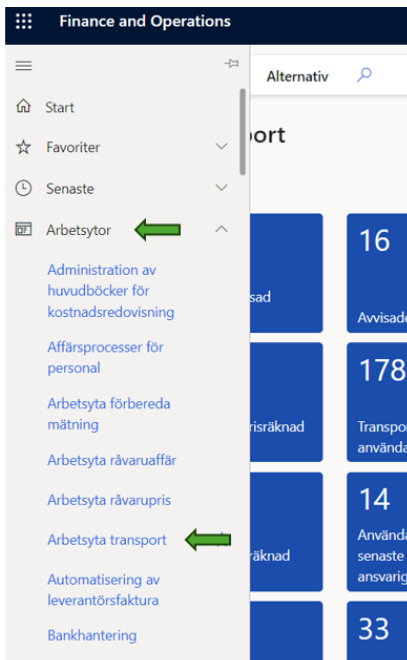 Finance and Operations
Alternativ
Start
Favoriter
Senaste
Arbetsytor
Administration av
huvudböcker för
kostnadsredovisning
Affärsprocesser för
personal
Arbetsyta förbereda
mätning
Arbetsyta råvaruaffär
Arbetsyta råvarupris
Arbetsyta transport
Automatisering av
leverantörsfaktura
Bankhantering
ort
sad
risräknad
räknad
16
Avvisade
178
Transpor
använda
14
Använda
senaste
ansvarig
33